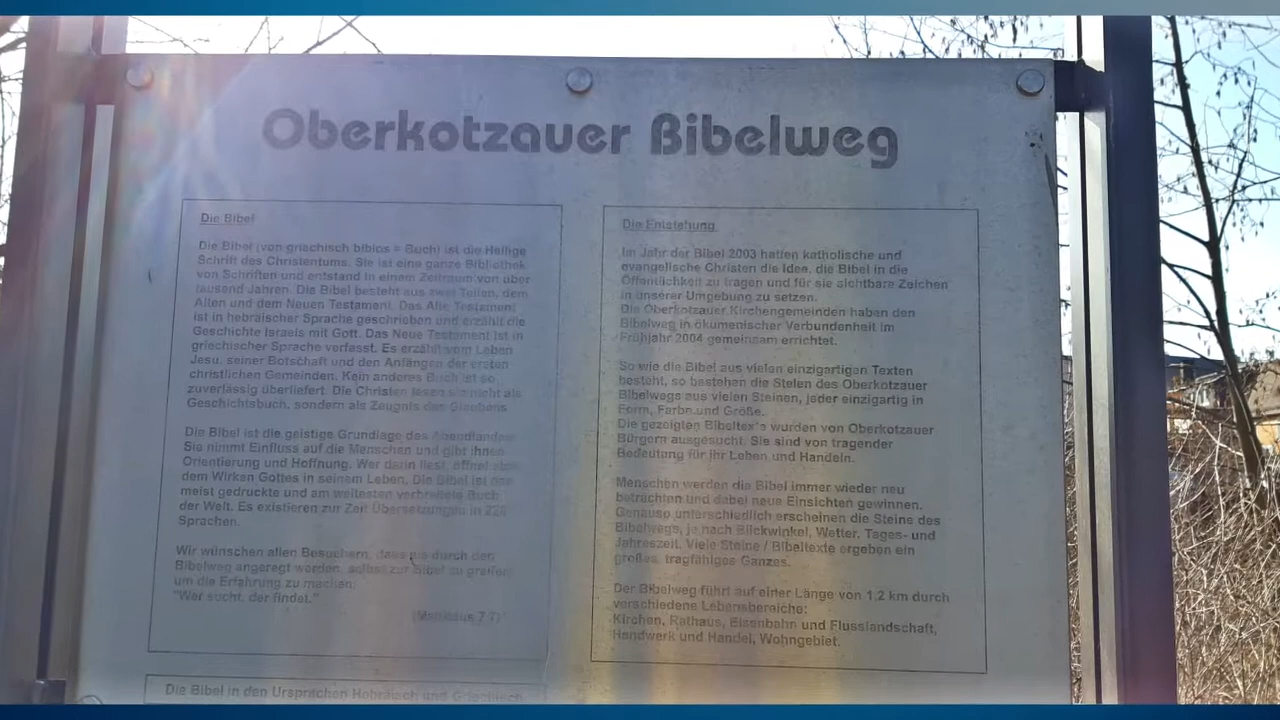 Oberkotzauer Bibelweg
Die Bibel
Die Bibel (von griechisch biblos = Buch) ist die Heilige
Schrift des Christentums. Sie ist eine ganze Bibliothek
von Schriften und entstand in einem Zeitraum von über
tausend Jahren. Die Bibel besteht aus zwei Teilen, dem
Alten und dem Neuen Testament. Das Alte Testament
ist in hebräischer Sprache geschrieben und erzählt die
Geschichte Israels mit Gott. Das Neue Testament ist in
griechischer Sprache verfasst. Es erzählt vom Leben
Jesu, seiner Botschaft und den Anfängen der ersten
christlichen Gemeinden. Kein anderes Buch ist so
zuverlässig überliefert. Die Christen lesen sie nicht als
Geschichtsbuch, sondern als Zeugnis des Glaubens.
Die Bibel ist die geistige Grundlage des Abendlandes.
Sie nimmt Einfluss auf die Menschen und gibt ihnen
Orientierung und Hoffnung. Wer darin liest, öffnet sich
dem Wirken Gottes in seinem Leben. Die Bibel ist das
meist gedruckte und am weitesten verbreitete Buch
der Welt. Es existieren zur Zeit Übersetzungen in
Sprachen.
Wir wünschen allen Besuchern, dass sie durch den
Bibelweg angeregt werden, selbst zur Bibel zu greifen,
um die Erfahrung zu machen:
"Wer sucht, der findet."
(Matthäus 7,7)
Die Bibel in den Ursprachen Hebräisch und Griechisch
Die Entstehung
Im Jahr der Bibel 2003 hatten katholische und
evangelische Christen die Idee, die Bibel in die
Öffentlichkeit zu tragen und für sie sichtbare Zeichen
in unserer Umgebung zu setzen.
Die Oberkotzauer Kirchengemeinden haben den
Bibelweg in ökumenischer Verbundenheit im
Frühjahr 2004 gemeinsam errichtet.
So wie die Bibel aus vielen einzigartigen Texten
besteht, so bestehen die Stelen des Oberkotzauer
Bibelwegs aus vielen Steinen, jeder einzigartig in
Form, Farbe und Größe.
Die gezeigten Bibeltexte wurden von Oberkotzauer
Bürgern ausgesucht. Sie sind von tragender
Bedeutung für ihr Leben und Handeln.
Menschen werden die Bibel immer wieder neu
betrachten und dabei neue Einsichten gewinnen.
Genauso unterschiedlich erscheinen die Steine des
Bibelwegs, je nach Blickwinkel, Wetter, Tages- und
Jahreszeit. Viele Steine / Bibeltexte ergeben ein
großes, tragfähiges Ganzes.
Der Bibelweg führt auf einer Länge von 1,2 km durch
verschiedene Lebensbereiche:
Kirchen, Rathaus, Eisenbahn und Flusslandschaft,
Handwerk und Handel, Wohngebiet.